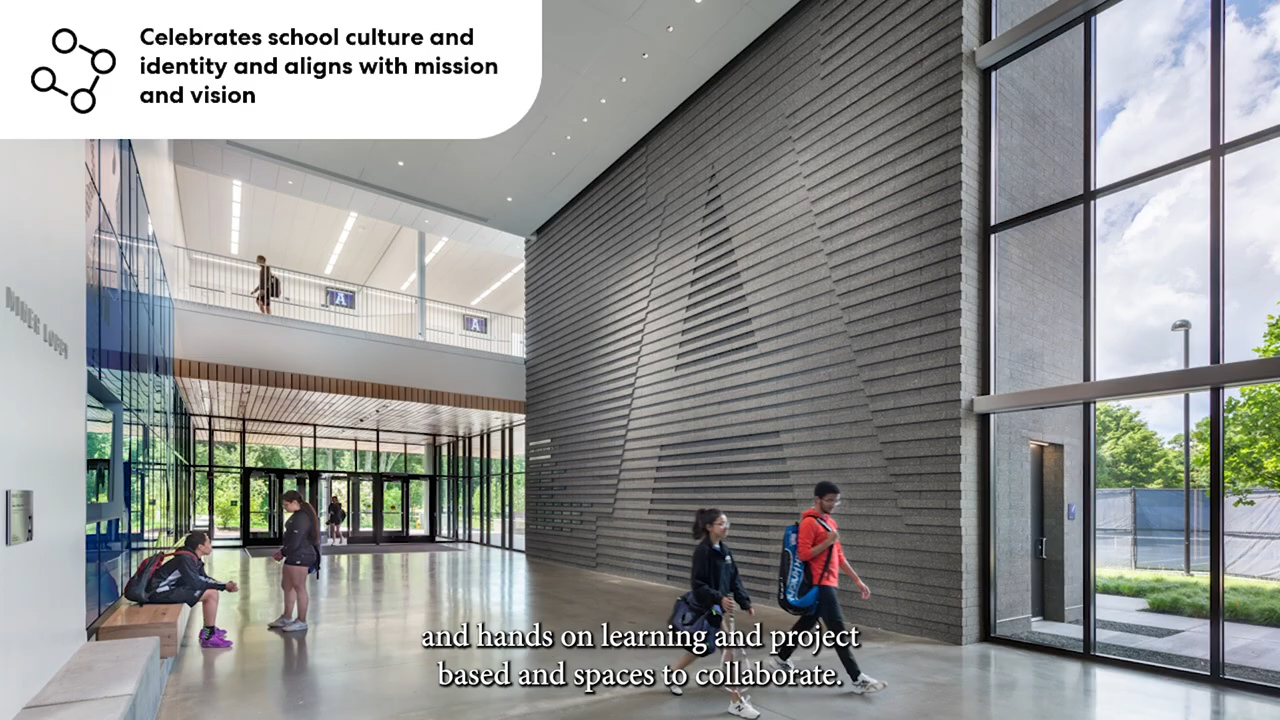 Celebrates school culture and
identity and aligns with mission
and vision
A
A
A
and hands on learning and project
based and spaces to collaborate.